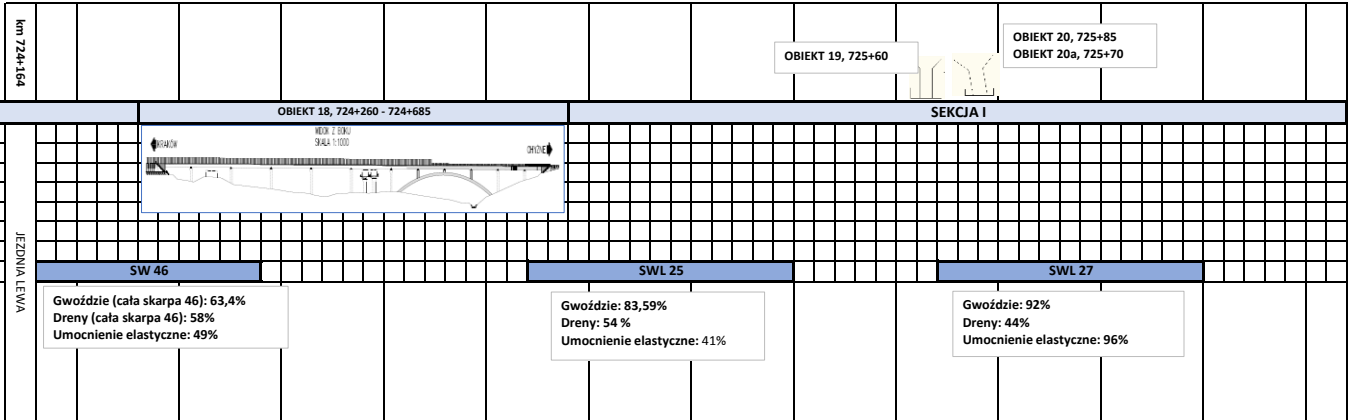 km 724+164
OBIEKT 19, 725+60
OBIEKT 20, 725+85
OBIEKT 20a, 725+70
OBIEKT 18, 724+260 - 724+685
SEKCJA I
WIDOK Z BOKU
SKALA 1:1000
KRAKÓW
CHYŻNE
JEZDNIA LEWA
SW 46
SWL 25
SWL 27
Gwoździe (cała skarpa 46): 63,4%
Dreny (cała skarpa 46): 58%
Umocnienie elastyczne: 49%
Gwoździe: 83,59%
Dreny: 54 %
Umocnienie elastyczne: 41%
Gwoździe: 92%
Dreny: 44%
Umocnienie elastyczne: 96%